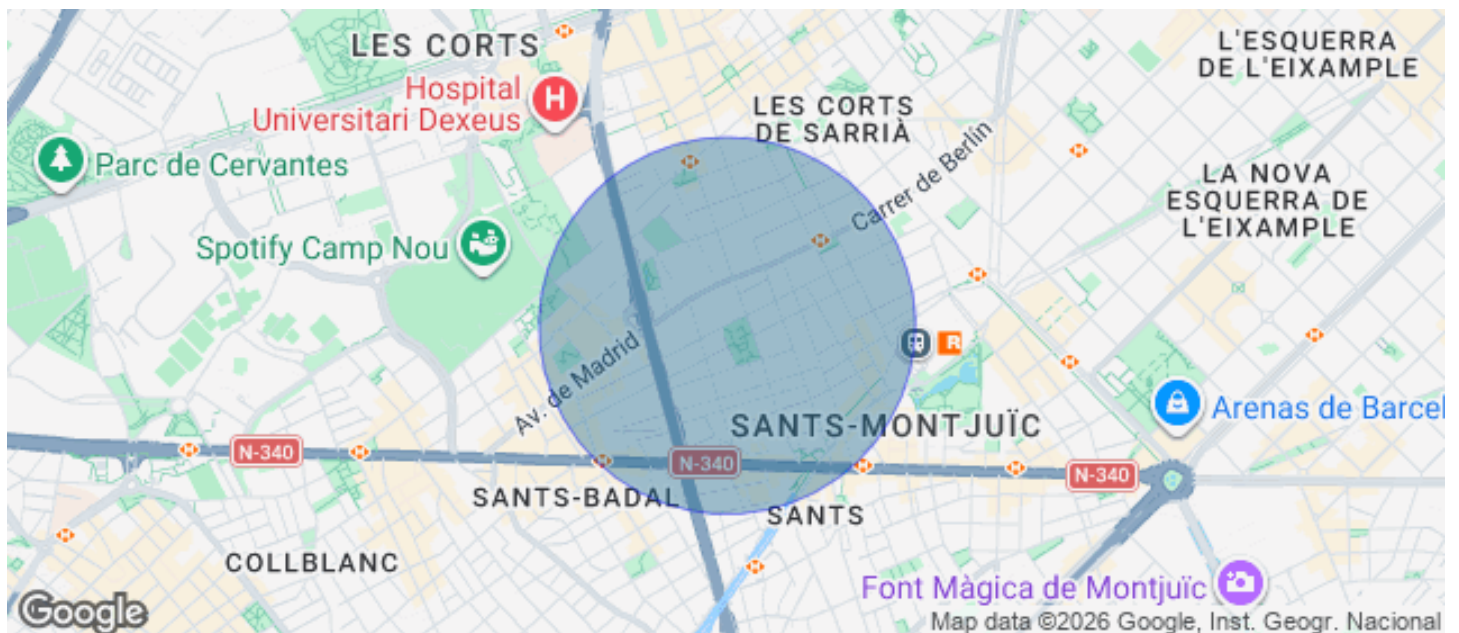 LES CORTS
L'ESQUERRA
DE L'EIXAMPLE
Hospital
Universitari Dexeus
H
LES CORTS
DE SARRIÀ
Parc de Cervantes
Carrer de Berlín
LA NOVA
ESQUERRA DE
L'EIXAMPLE
Spotify Camp Nou
R
Av. de Madrid
SANTS-MONTJUÏC
Arenas de Barcel
N-340
N-340
N-340
SANTS-BADAL
SANTS
COLLBLANC
Font Màgica de Montjuïc
Google
Map data ©2026 Google, Inst. Geogr. Nacional